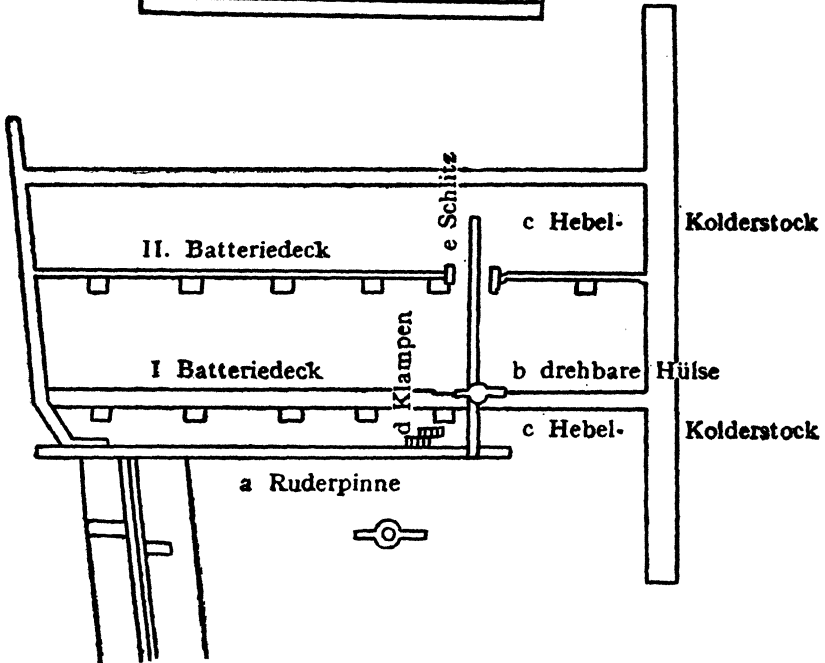 e Schlitz
c Hebel- Kolderstock
II. Batteriedeck
d Klampen
I Batteriedeck
b drehbare Hülse
c Hebel- Kolderstock
a Ruderpinne